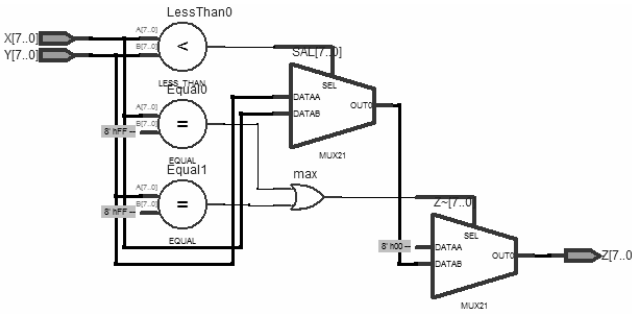 LessThan0
X[7..0]
Y[7..0]
A[7..0]
B[7..0]
<
LESS_THAN
SAL[7..0]
SEL
DATAA
DATAB
OUT0
MUX21
Equal0
A[7..0]
B[7..0]
8' hFF
=
EQUAL
Equal1
A[7..0]
B[7..0]
8' hFF
=
EQUAL
max
Z~[7..0]
SEL
8' h00
DATAA
DATAB
OUT0
MUX21
Z[7..0]